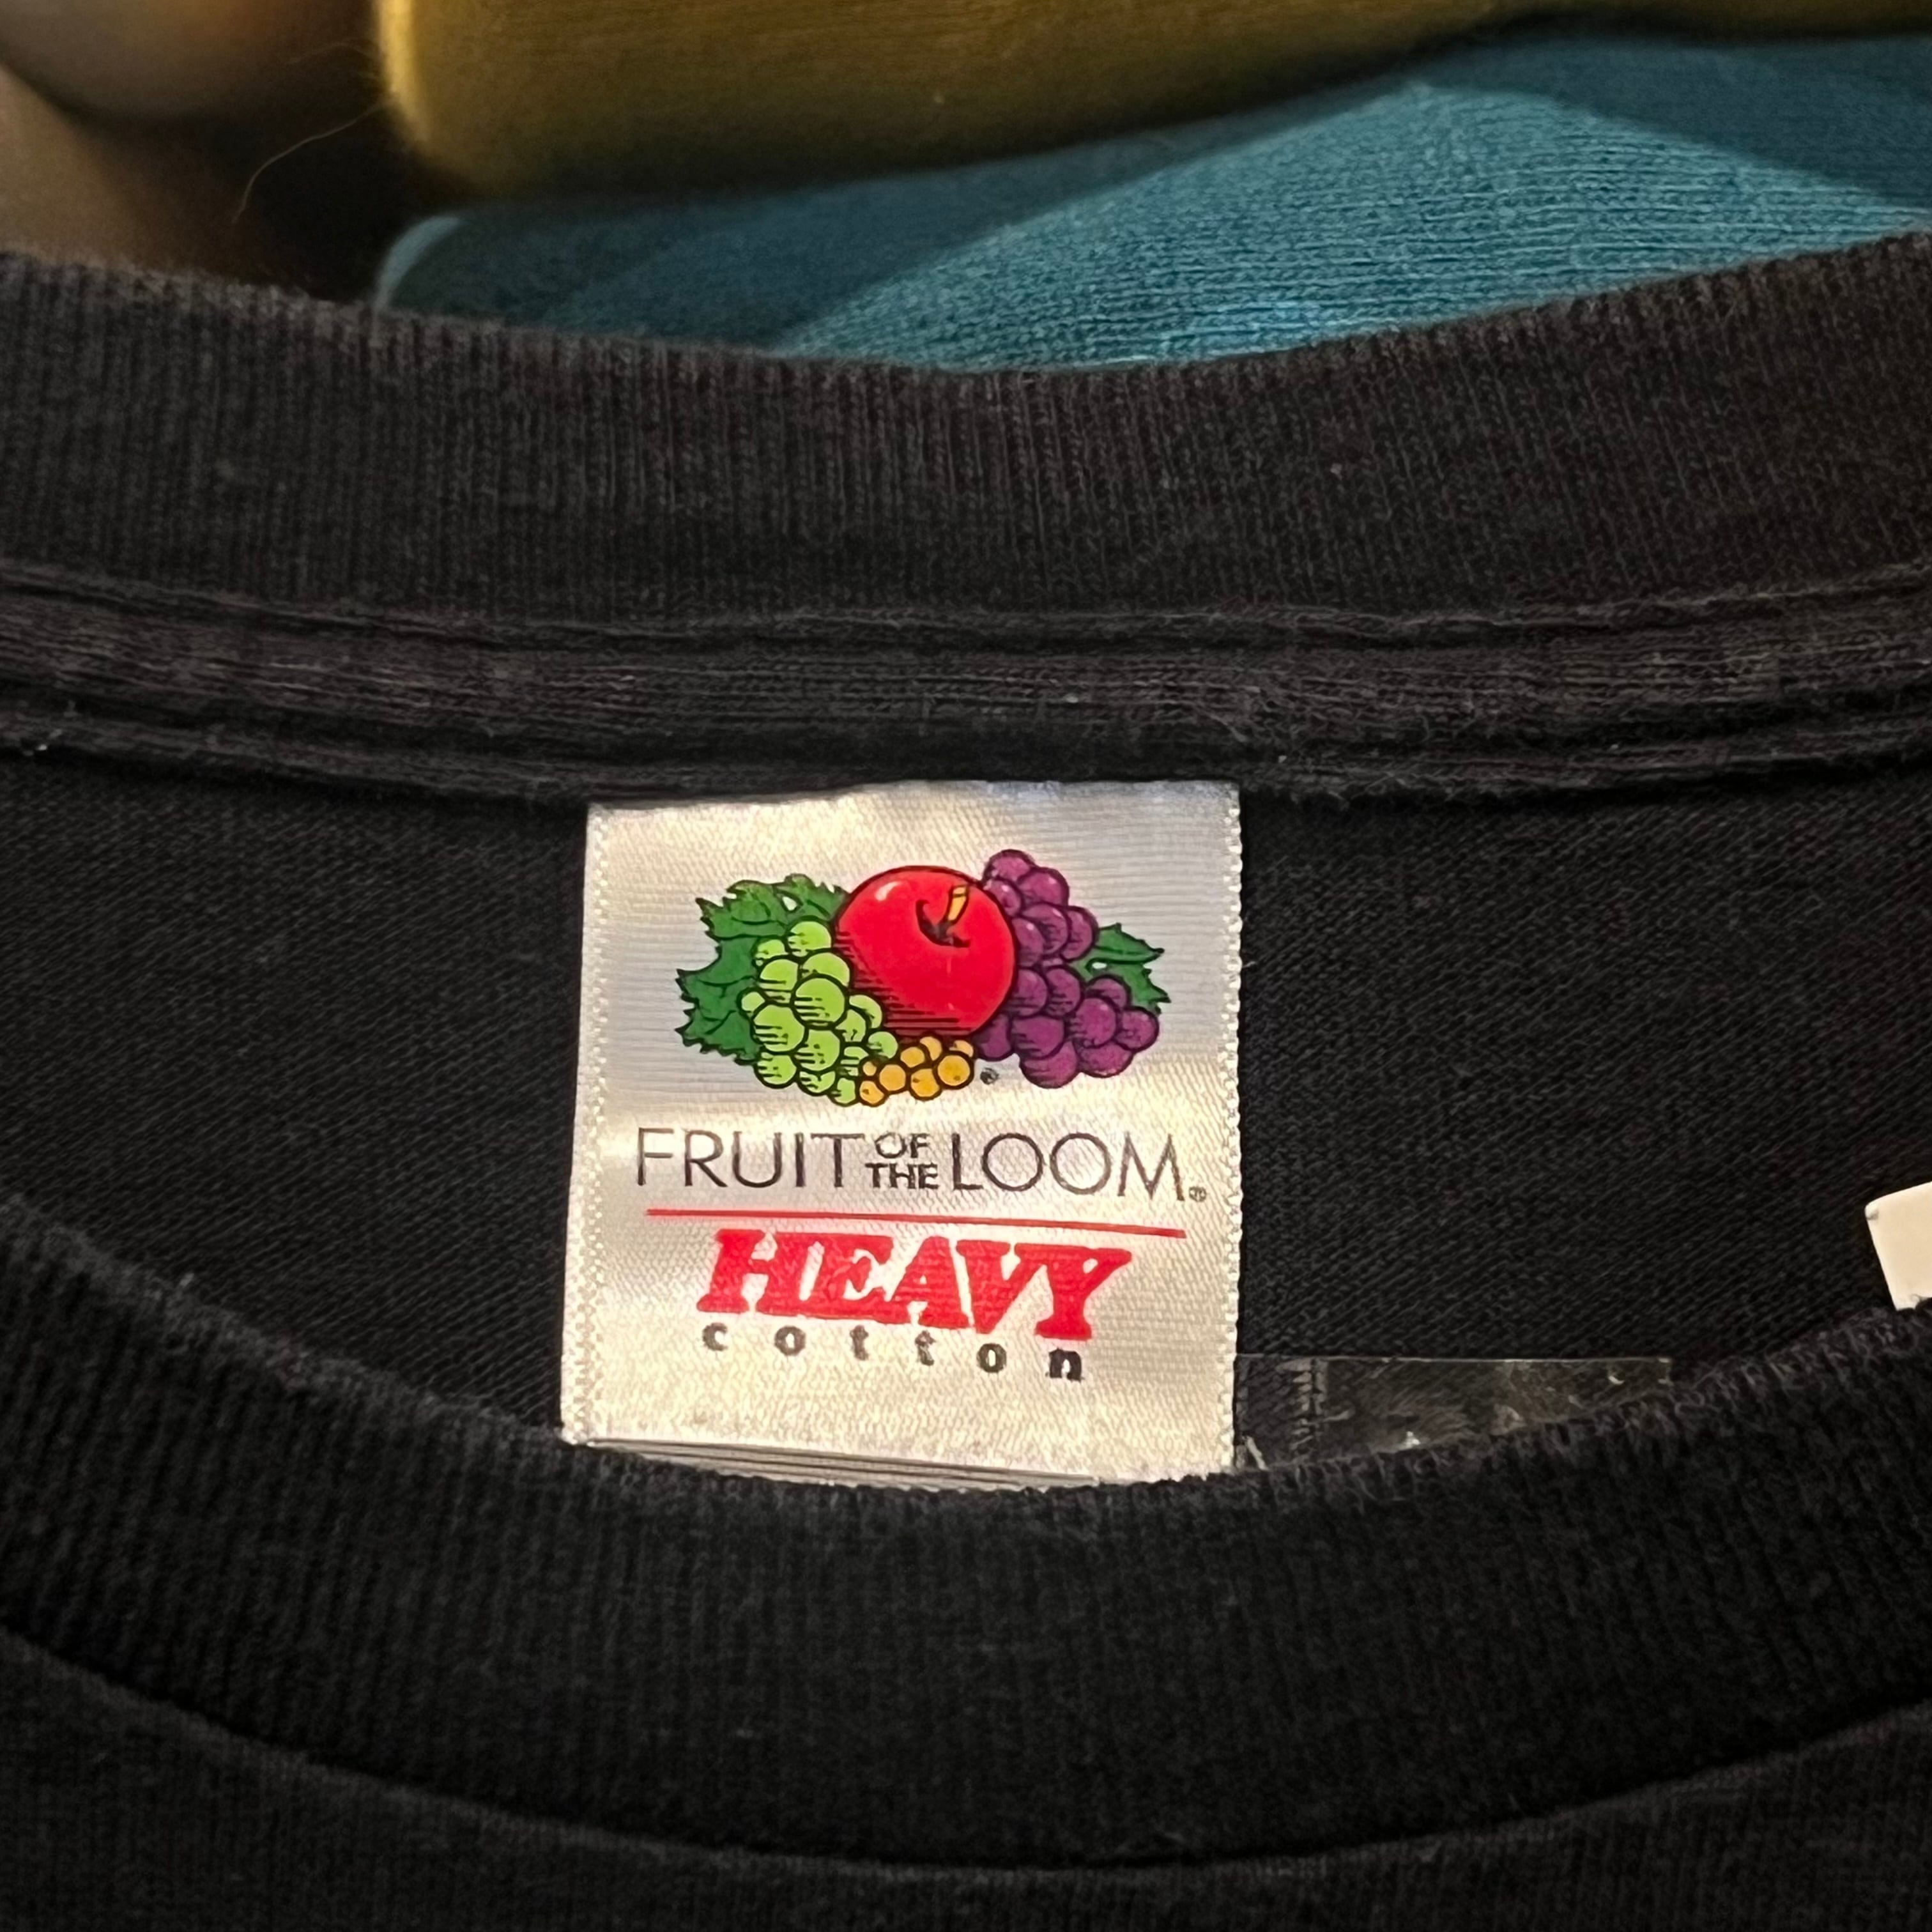 FRUIT OF THE LOOM®
HEAVY
cotton